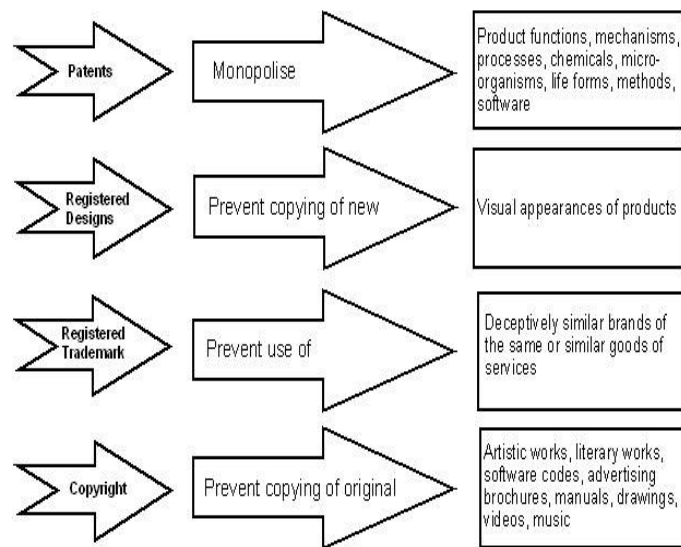 Patents
Monopolise
Product functions, mechanisms,
processes, chemicals, micro-
organisms, life forms, methods,
software
Registered
Designs
Prevent copying of new
Visual appearances of products
Registered
Trademark
Prevent use of
Deceptively similar brands of
the same or similar goods of
services
Copyright
Prevent copying of original
Artistic works, literary works,
software codes, advertising
brochures, manuals, drawings,
videos, music